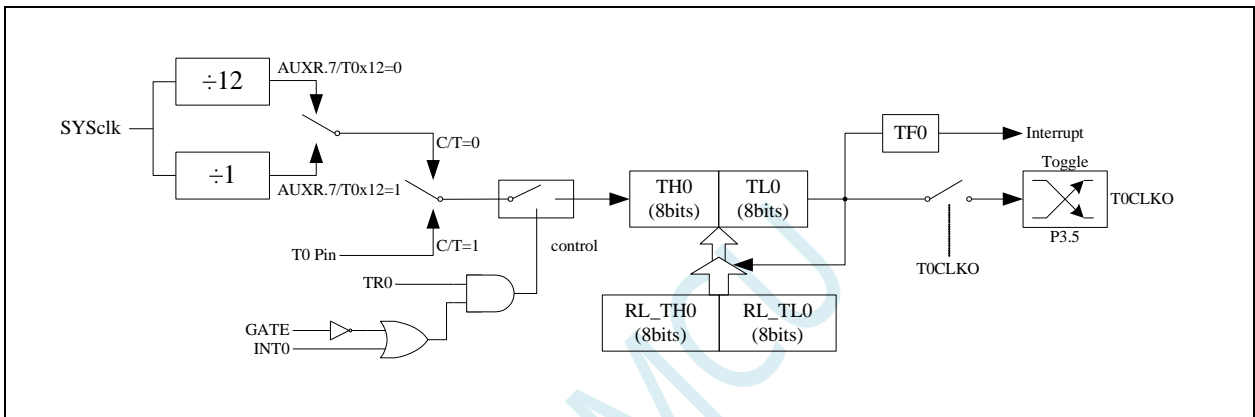 ÷12
AUXR.7/T0x12=0
SYSclk
÷1
AUXR.7/T0x12=1
C/T=0
C/T=1
T0 Pin
control
TR0
GATE
INT0
TH0
(8bits)
TL0
(8bits)
RL_TH0
(8bits)
RL_TL0
(8bits)
TF0
Interrupt
Toggle
T0CLKO
P3.5
T0CLKO
MCU